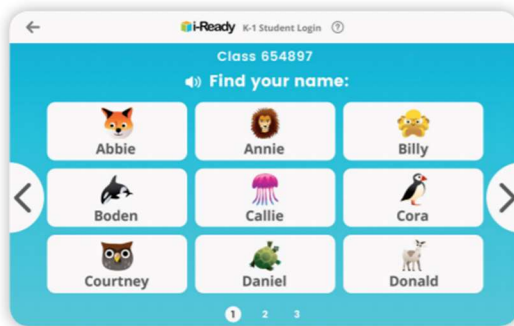 i-Ready K-1 Student Login ?
Class 654897
Find your name:
Abbie Annie Billy
Boden Callie Cora
Courtney Daniel Donald
1 2 3